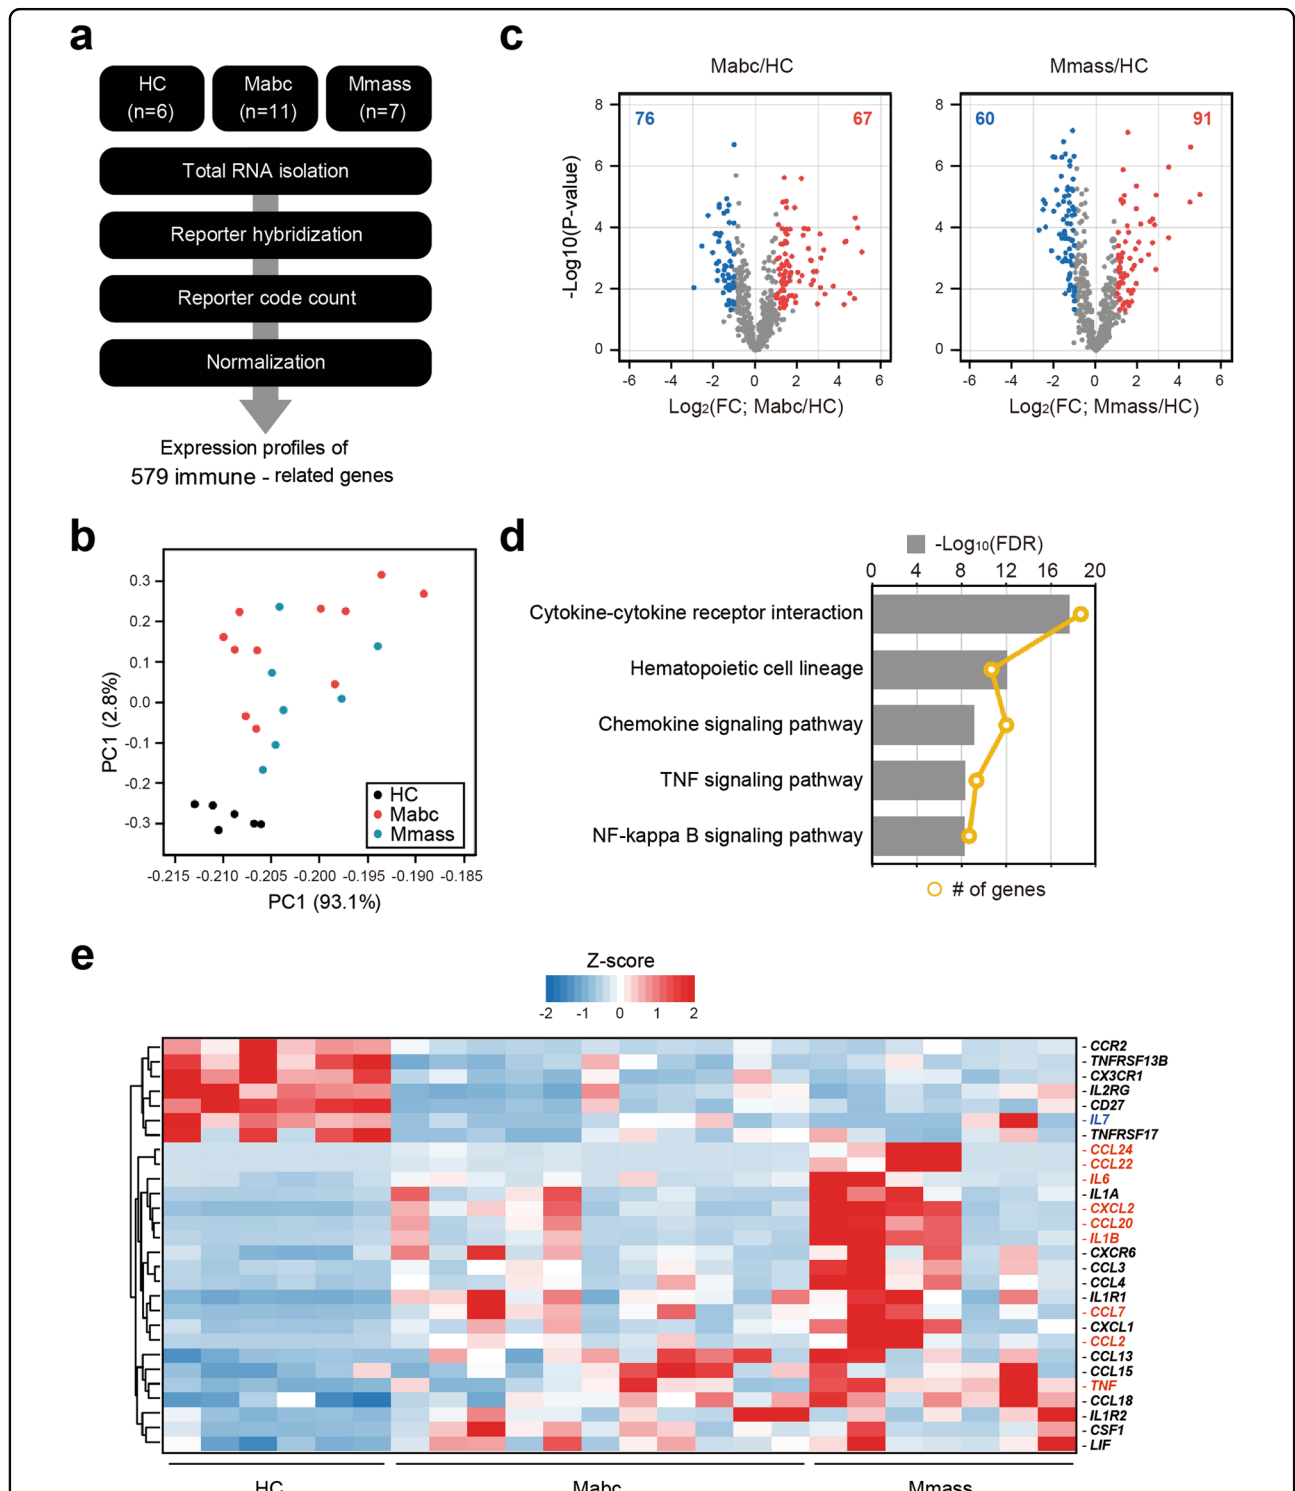 a
HC
(n=6)
Mabc
(n=11)
Mmass
(n=7)
Total RNA isolation
Reporter hybridization
Reporter code count
Normalization
Expression profiles of
579 immune - related genes
b
PC1 (2.8%)
0.3
0.2
0.1
0.0
-0.1
-0.2
-0.3
HC
Mabc
Mmass
-0.215 -0.210 -0.205 -0.200 -0.195 -0.190 -0.185
PC1 (93.1%)
c
Mabc/HC
-Log10(P-value)
8
6
4
2
0
76
67
-6 -4 -2 0 2 4 6
Log2(FC; Mabc/HC)
Mmass/HC
8
6
4
2
0
60
91
-6 -4 -2 0 2 4 6
Log2(FC; Mmass/HC)
d
-Log10(FDR)
0 4 8 12 16 20
Cytokine-cytokine receptor interaction
Hematopoietic cell lineage
Chemokine signaling pathway
TNF signaling pathway
NF-kappa B signaling pathway
# of genes
e
Z-score
-2 -1 0 1 2
- CCR2
- TNFRSF13B
- CX3CR1
- IL2RG
- CD27
- IL7
- TNFRSF17
- CCL24
- CCL22
- IL6
- IL1A
- CXCL2
- CCL20
- IL1B
- CXCR6
- CCL3
- CCL4
- IL1R1
- CCL7
- CXCL1
- CCL2
- CCL13
- CCL15
- TNF
- CCL18
- IL1R2
- CSF1
- LIF
HC
Mabc
Mmass